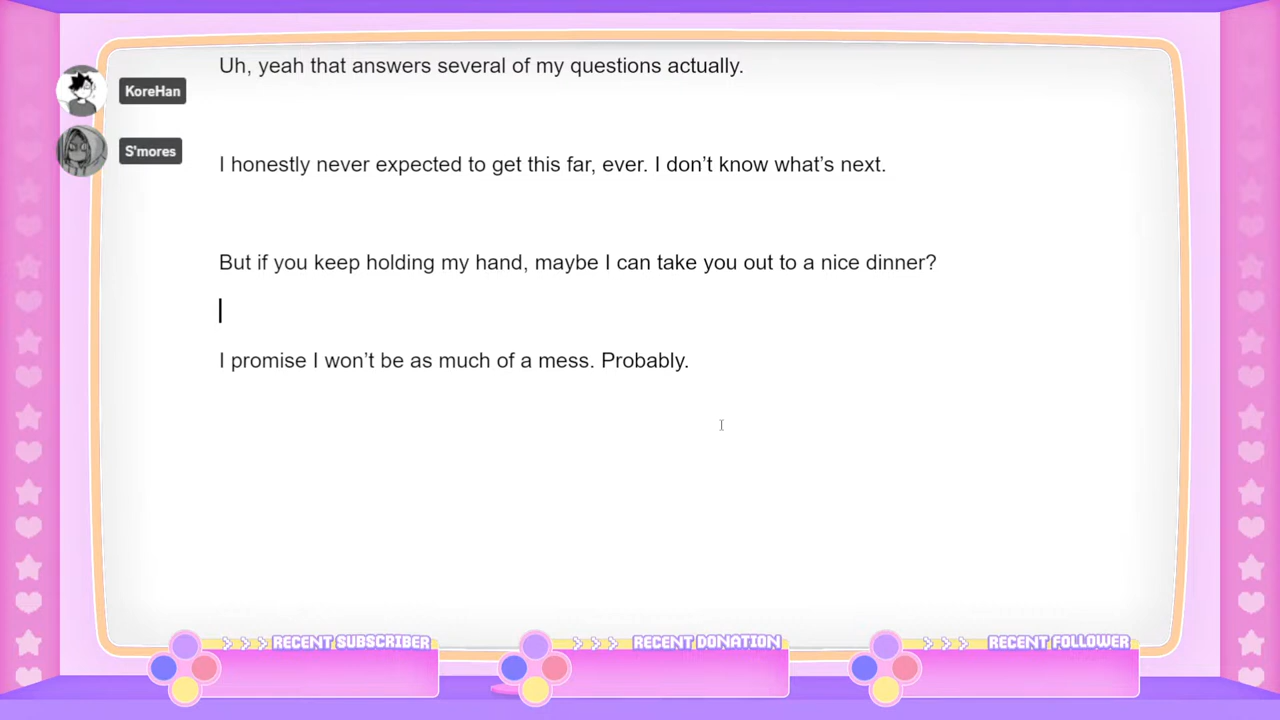 Uh, yeah that answers several of my questions actually.
KoreHan
S'mores
I honestly never expected to get this far, ever. I don’t know what’s next.
But if you keep holding my hand, maybe I can take you out to a nice dinner?
I promise I won’t be as much of a mess. Probably.
> > > RECENT SUBSCRIBER
> > > RECENT DONATION
> > > RECENT FOLLOWER